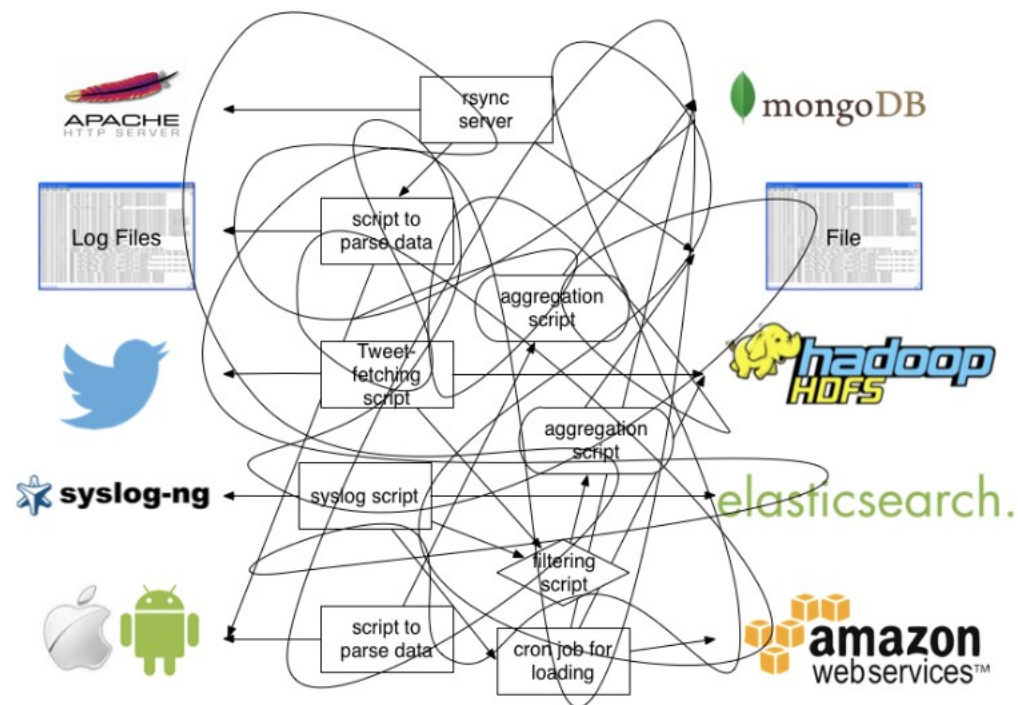 APACHE
HTTP SERVER
rsync
server
mongoDB
Log Files
script to
parse data
File
aggregation
script
Tweet-
fetching
script
hadoop
HDFS
aggregation
script
syslog-ng
syslog script
elasticsearch.
filtering
script
script to
parse data
cron job for
loading
amazon
webservices™